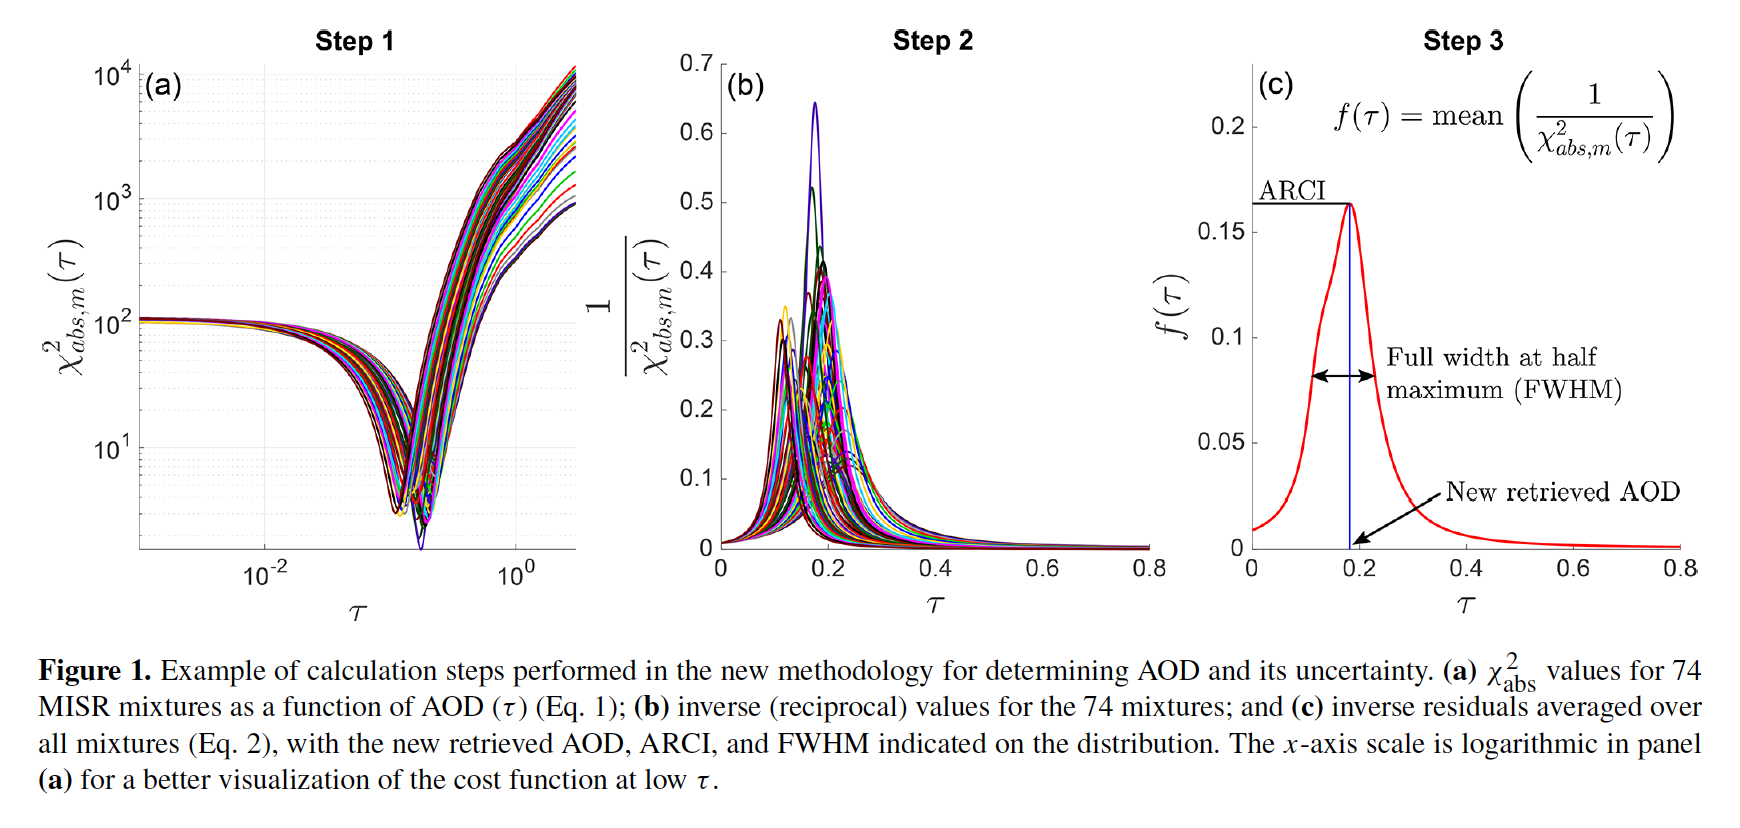 Step 1
Step 2
Step 3
(a)
10^4
10^3
10^2
10^1
10^-2
10^0
χ²_abs,m(τ)
τ
(b)
0.7
0.6
0.5
0.4
0.3
0.2
0.1
0
0
0.2
0.4
0.6
0.8
1
χ²_abs,m(τ)
τ
(c)
f(τ) = mean ( 1 / χ²_abs,m(τ) )
0.2
0.15
0.1
0.05
0
ARCI
Full width at half
maximum (FWHM)
New retrieved AOD
f(τ)
0
0.2
0.4
0.6
0.8
τ
Figure 1. Example of calculation steps performed in the new methodology for determining AOD and its uncertainty. (a) χ²_abs values for 74
MISR mixtures as a function of AOD (τ) (Eq. 1); (b) inverse (reciprocal) values for the 74 mixtures; and (c) inverse residuals averaged over
all mixtures (Eq. 2), with the new retrieved AOD, ARCI, and FWHM indicated on the distribution. The x-axis scale is logarithmic in panel
(a) for a better visualization of the cost function at low τ.